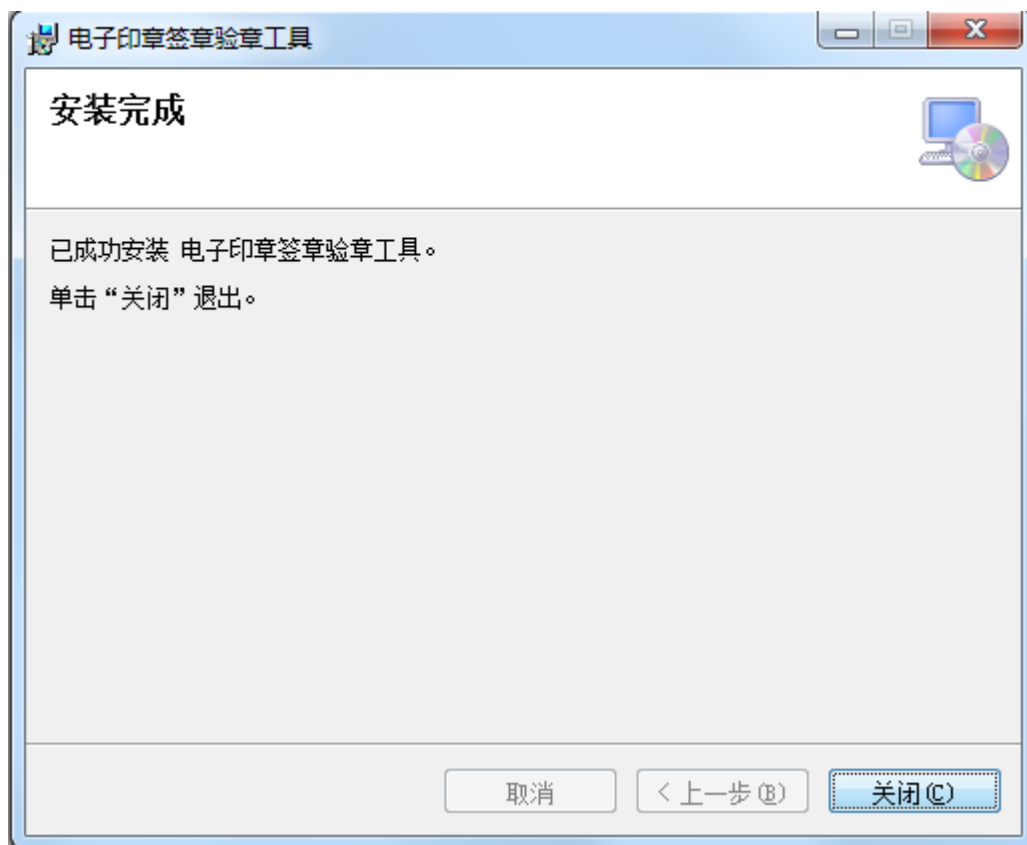 电子印章签章验章工具
安装完成
已成功安装 电子印章签章验章工具。
单击“关闭”退出。
取消
< 上一步(B)
关闭(C)